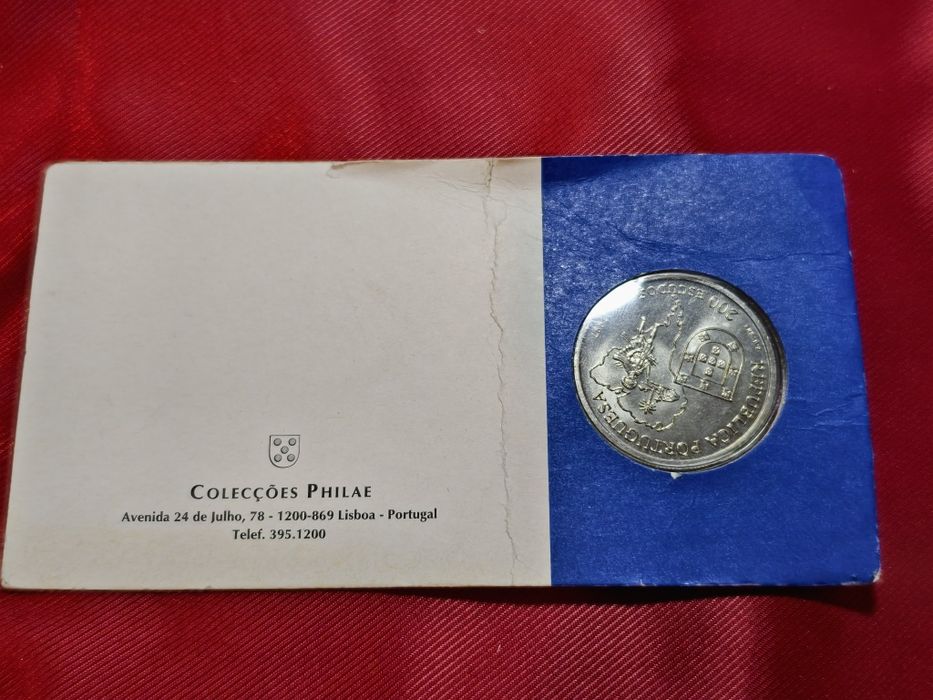 COLECÇÕES PHILAE
Avenida 24 de Julho, 78 - 1200-869 Lisboa - Portugal
Telef. 395.1200
REPUBLICA PORTUGUESA
200 ESCUDOS